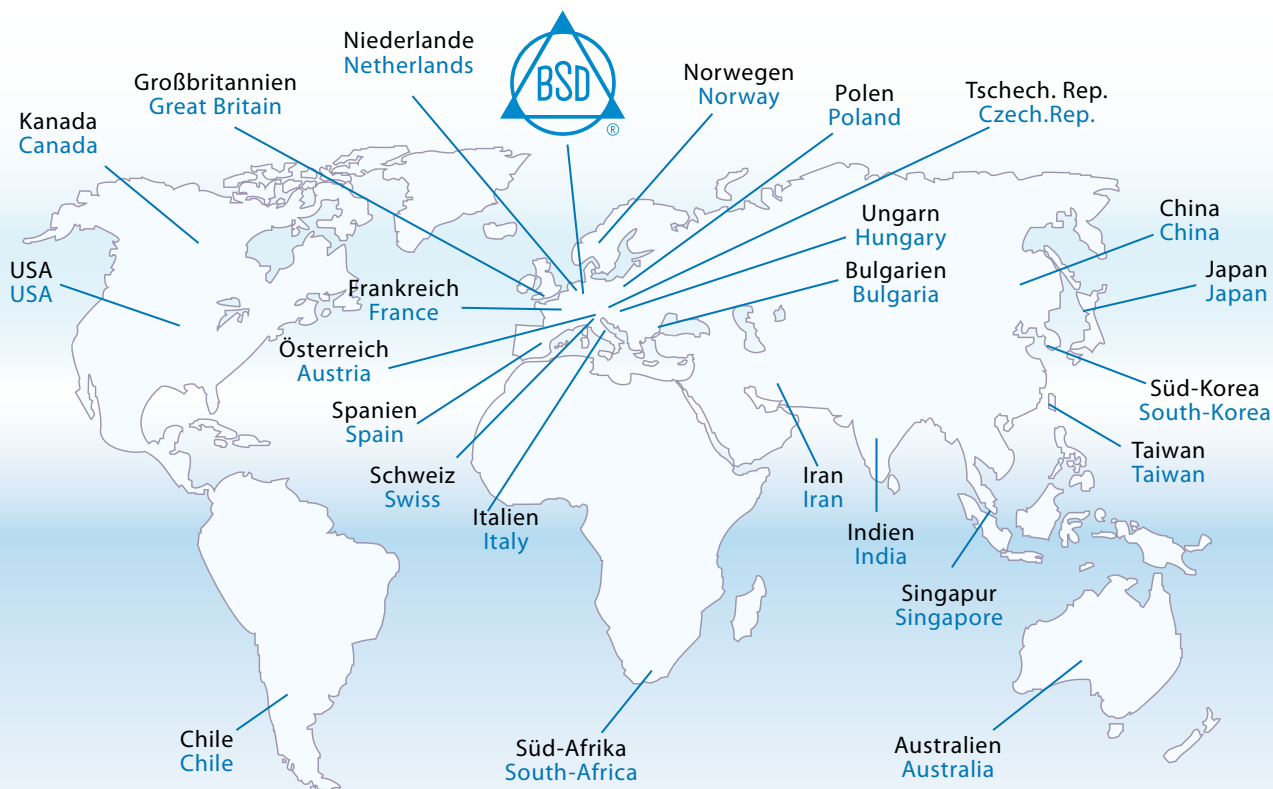 Niederlande
Netherlands
BSD
®
Großbritannien
Great Britain
Norwegen
Norway
Polen
Poland
Tschech. Rep.
Czech.Rep.
Kanada
Canada
Ungarn
Hungary
China
China
USA
USA
Frankreich
France
Bulgarien
Bulgaria
Japan
Japan
Österreich
Austria
Süd-Korea
South-Korea
Spanien
Spain
Taiwan
Taiwan
Schweiz
Swiss
Iran
Iran
Italien
Italy
Indien
India
Singapur
Singapore
Chile
Chile
Süd-Afrika
South-Africa
Australien
Australia